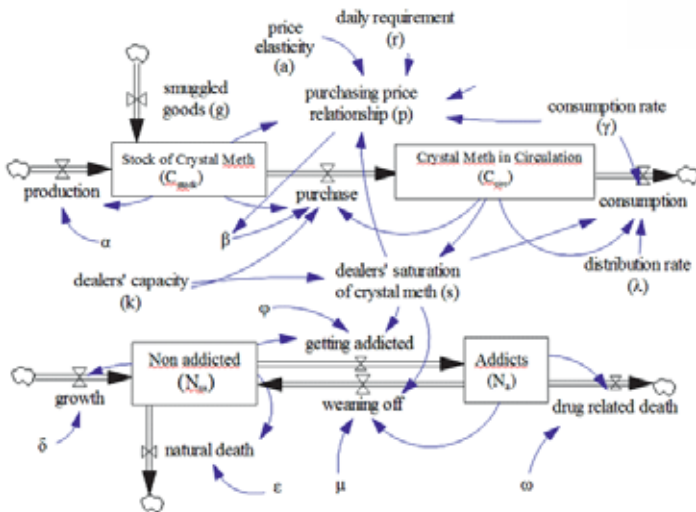 price
elasticity
(a)
daily requirement
(r)
smuggled
goods (g)
purchasing price
relationship (p)
consumption rate
(γ)
Stock of Crystal Meth
(C
Crystal Meth in Circulation
(C
production
purchase
consumption
α
β
dealers' capacity
(k)
dealers' saturation
of crystal meth (s)
distribution rate
(λ)
φ
getting addicted
Non addicted
(N
Addicts
(N
growth
weaning off
drug related death
δ
natural death
ε
μ
ω